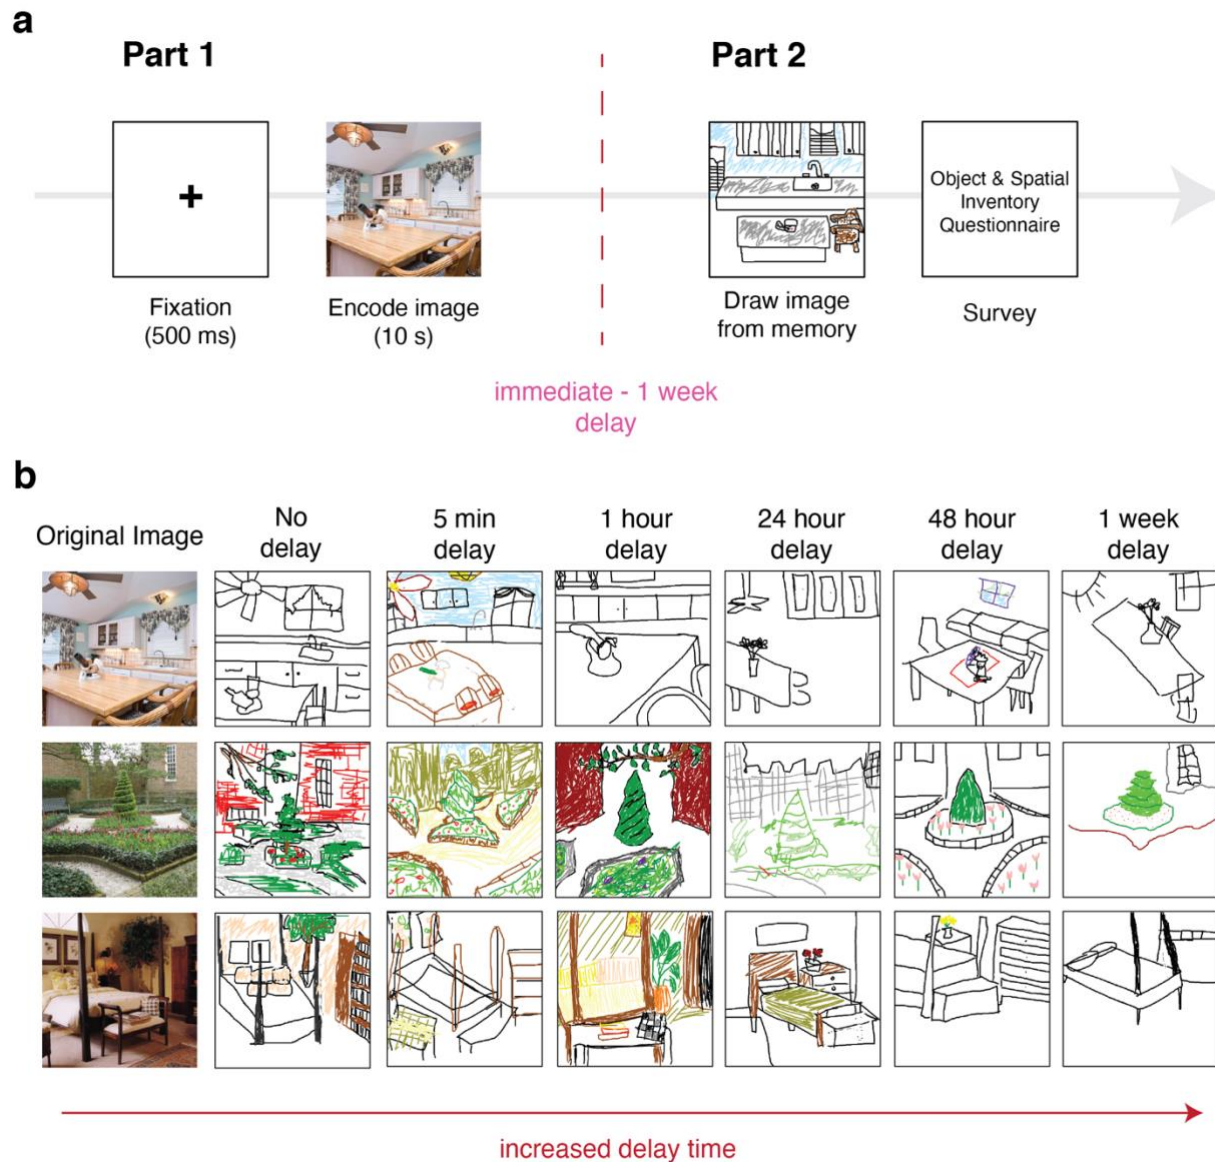 a
Part 1
Part 2
+
Object & Spatial
Inventory
Questionnaire
Fixation
(500 ms)
Encode image
(10 s)
Draw image
from memory
Survey
immediate - 1 week
delay
b
Original Image
No
delay
5 min
delay
1 hour
delay
24 hour
delay
48 hour
delay
1 week
delay
increased delay time